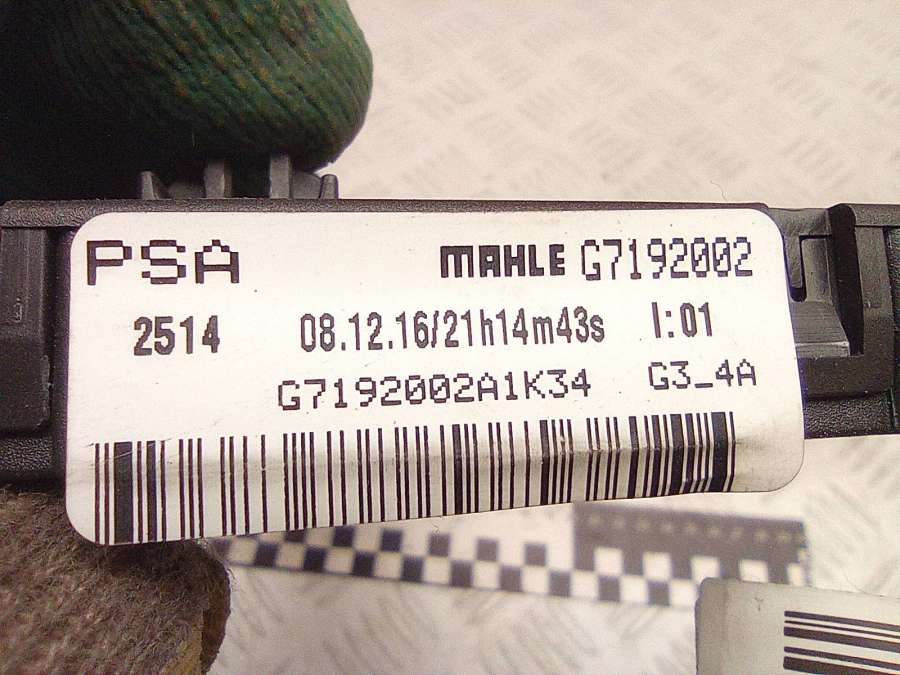 PSA MAHLE G7192002
2514 08.12.16/21h14m43s I:01
G7192002A1K34 G3_4A